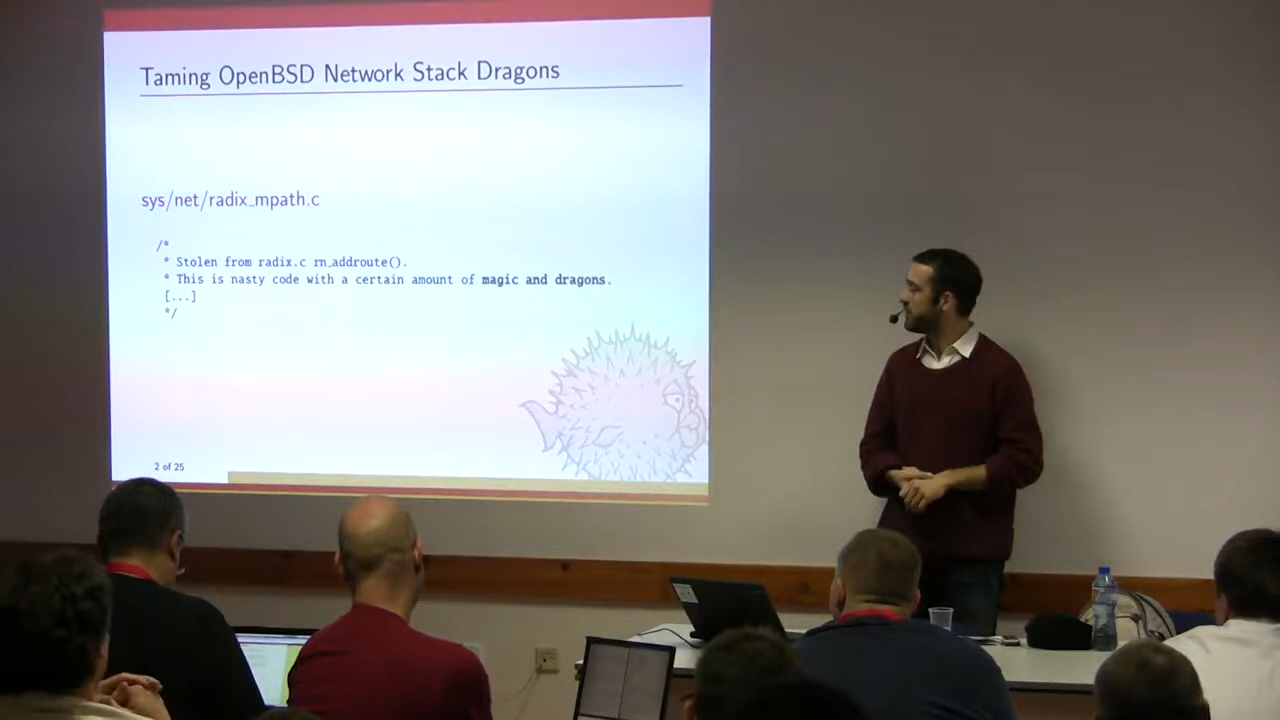 Taming OpenBSD Network Stack Dragons
sys/net/radix_mpath.c
/*
* Stolen from radix.c rn_addroute().
* This is nasty code with a certain amount of magic and dragons.
[...]
*/
2 of 25